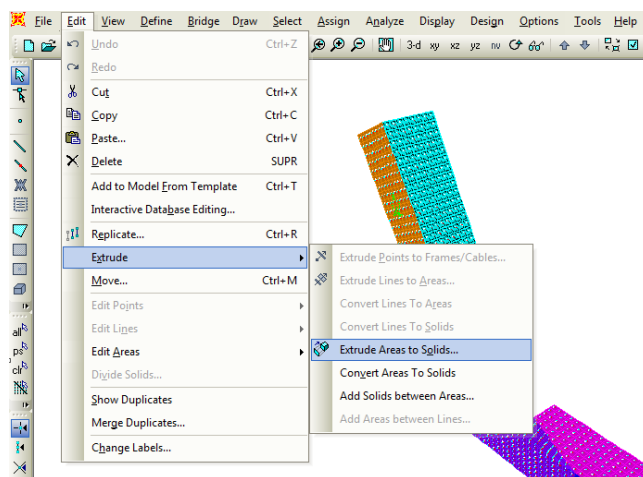 File Edit View Define Bridge Draw Select Assign Analyze Display Design Options Tools Help
3-d xy xz yz nv
Undo Ctrl+Z
Redo
Cut Ctrl+X
Copy Ctrl+C
Paste... Ctrl+V
Delete SUPR
Add to Model From Template Ctrl+T
Interactive Database Editing...
Replicate... Ctrl+R
Extrude
Move... Ctrl+M
Edit Points
Edit Lines
Edit Areas
Divide Solids...
Show Duplicates
Merge Duplicates...
Change Labels...
Extrude Points to Frames/Cables...
Extrude Lines to Areas...
Convert Lines To Areas
Convert Lines To Solids
Extrude Areas to Solids...
Convert Areas To Solids
Add Solids between Areas...
Add Areas between Lines...
all
ps
clr